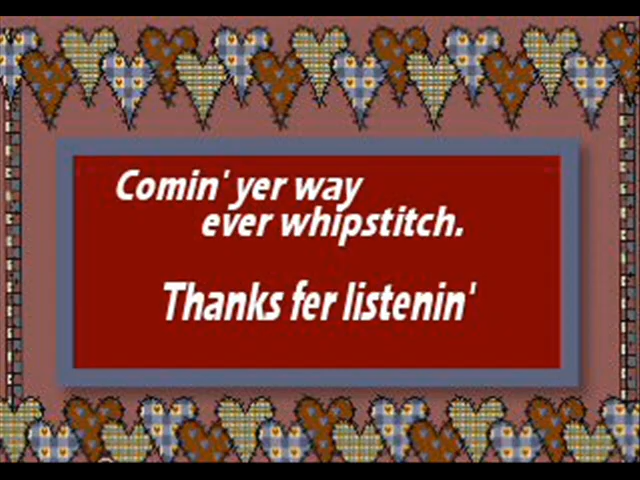 Comin' yer way
ever whipstitch.
Thanks fer listenin'